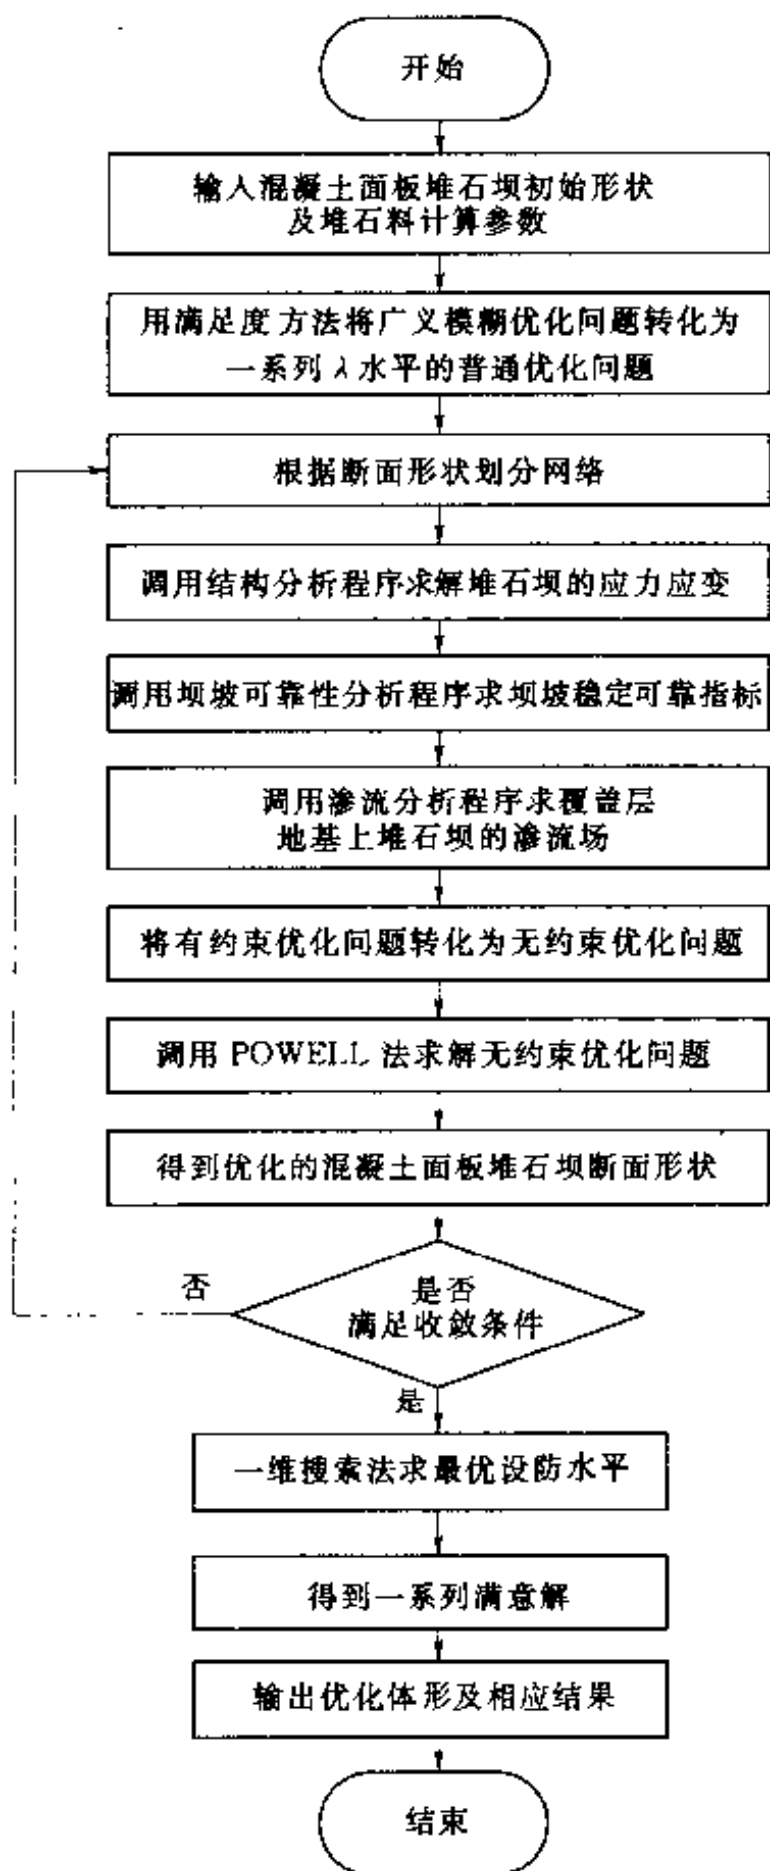 开始
输入混凝土面板堆石坝初始形状
及堆石料计算参数
用满足度方法将广义模糊优化问题转化为
一系列λ水平的普通优化问题
根据断面形状划分网络
调用结构分析程序求解堆石坝的应力应变
调用坝坡可靠性分析程序求坝坡稳定可靠指标
调用渗流分析程序求覆盖层
地基上堆石坝的渗流场
将有约束优化问题转化为无约束优化问题
调用 POWELL 法求解无约束优化问题
得到优化的混凝土面板堆石坝断面形状
否
是否
满足收敛条件
是
一维搜索法求最优设防水平
得到一系列满意解
输出优化体形及相应结果
结束